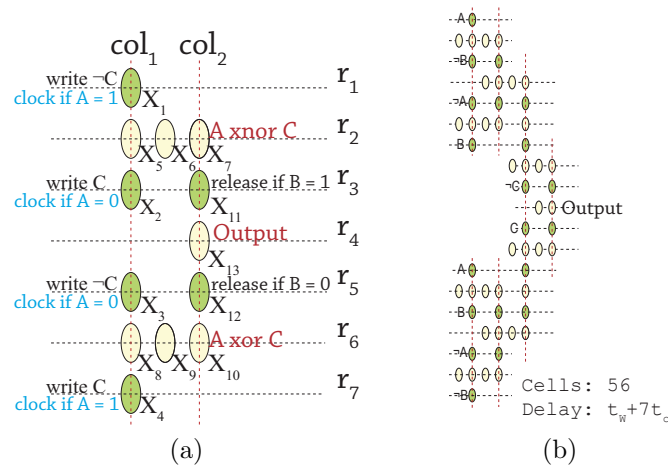 col₁ col₂
write ¬C
clock if A = 1
X₁
r₁
A xnor C
X₅ X₆ X₇
r₂
write C
clock if A = 0
X₂
release if B = 1
X₁₁
r₃
Output
X₁₃
r₄
write ¬C
clock if A = 0
X₃
release if B = 0
X₁₂
r₅
A xor C
X₈ X₉ X₁₀
r₆
write C
clock if A = 1
X₄
r₇
(a)
A
¬B
¬A
B
¬C
Output
A
B
¬A
¬B
Cells: 56
Delay: t_W+7t_c
(b)